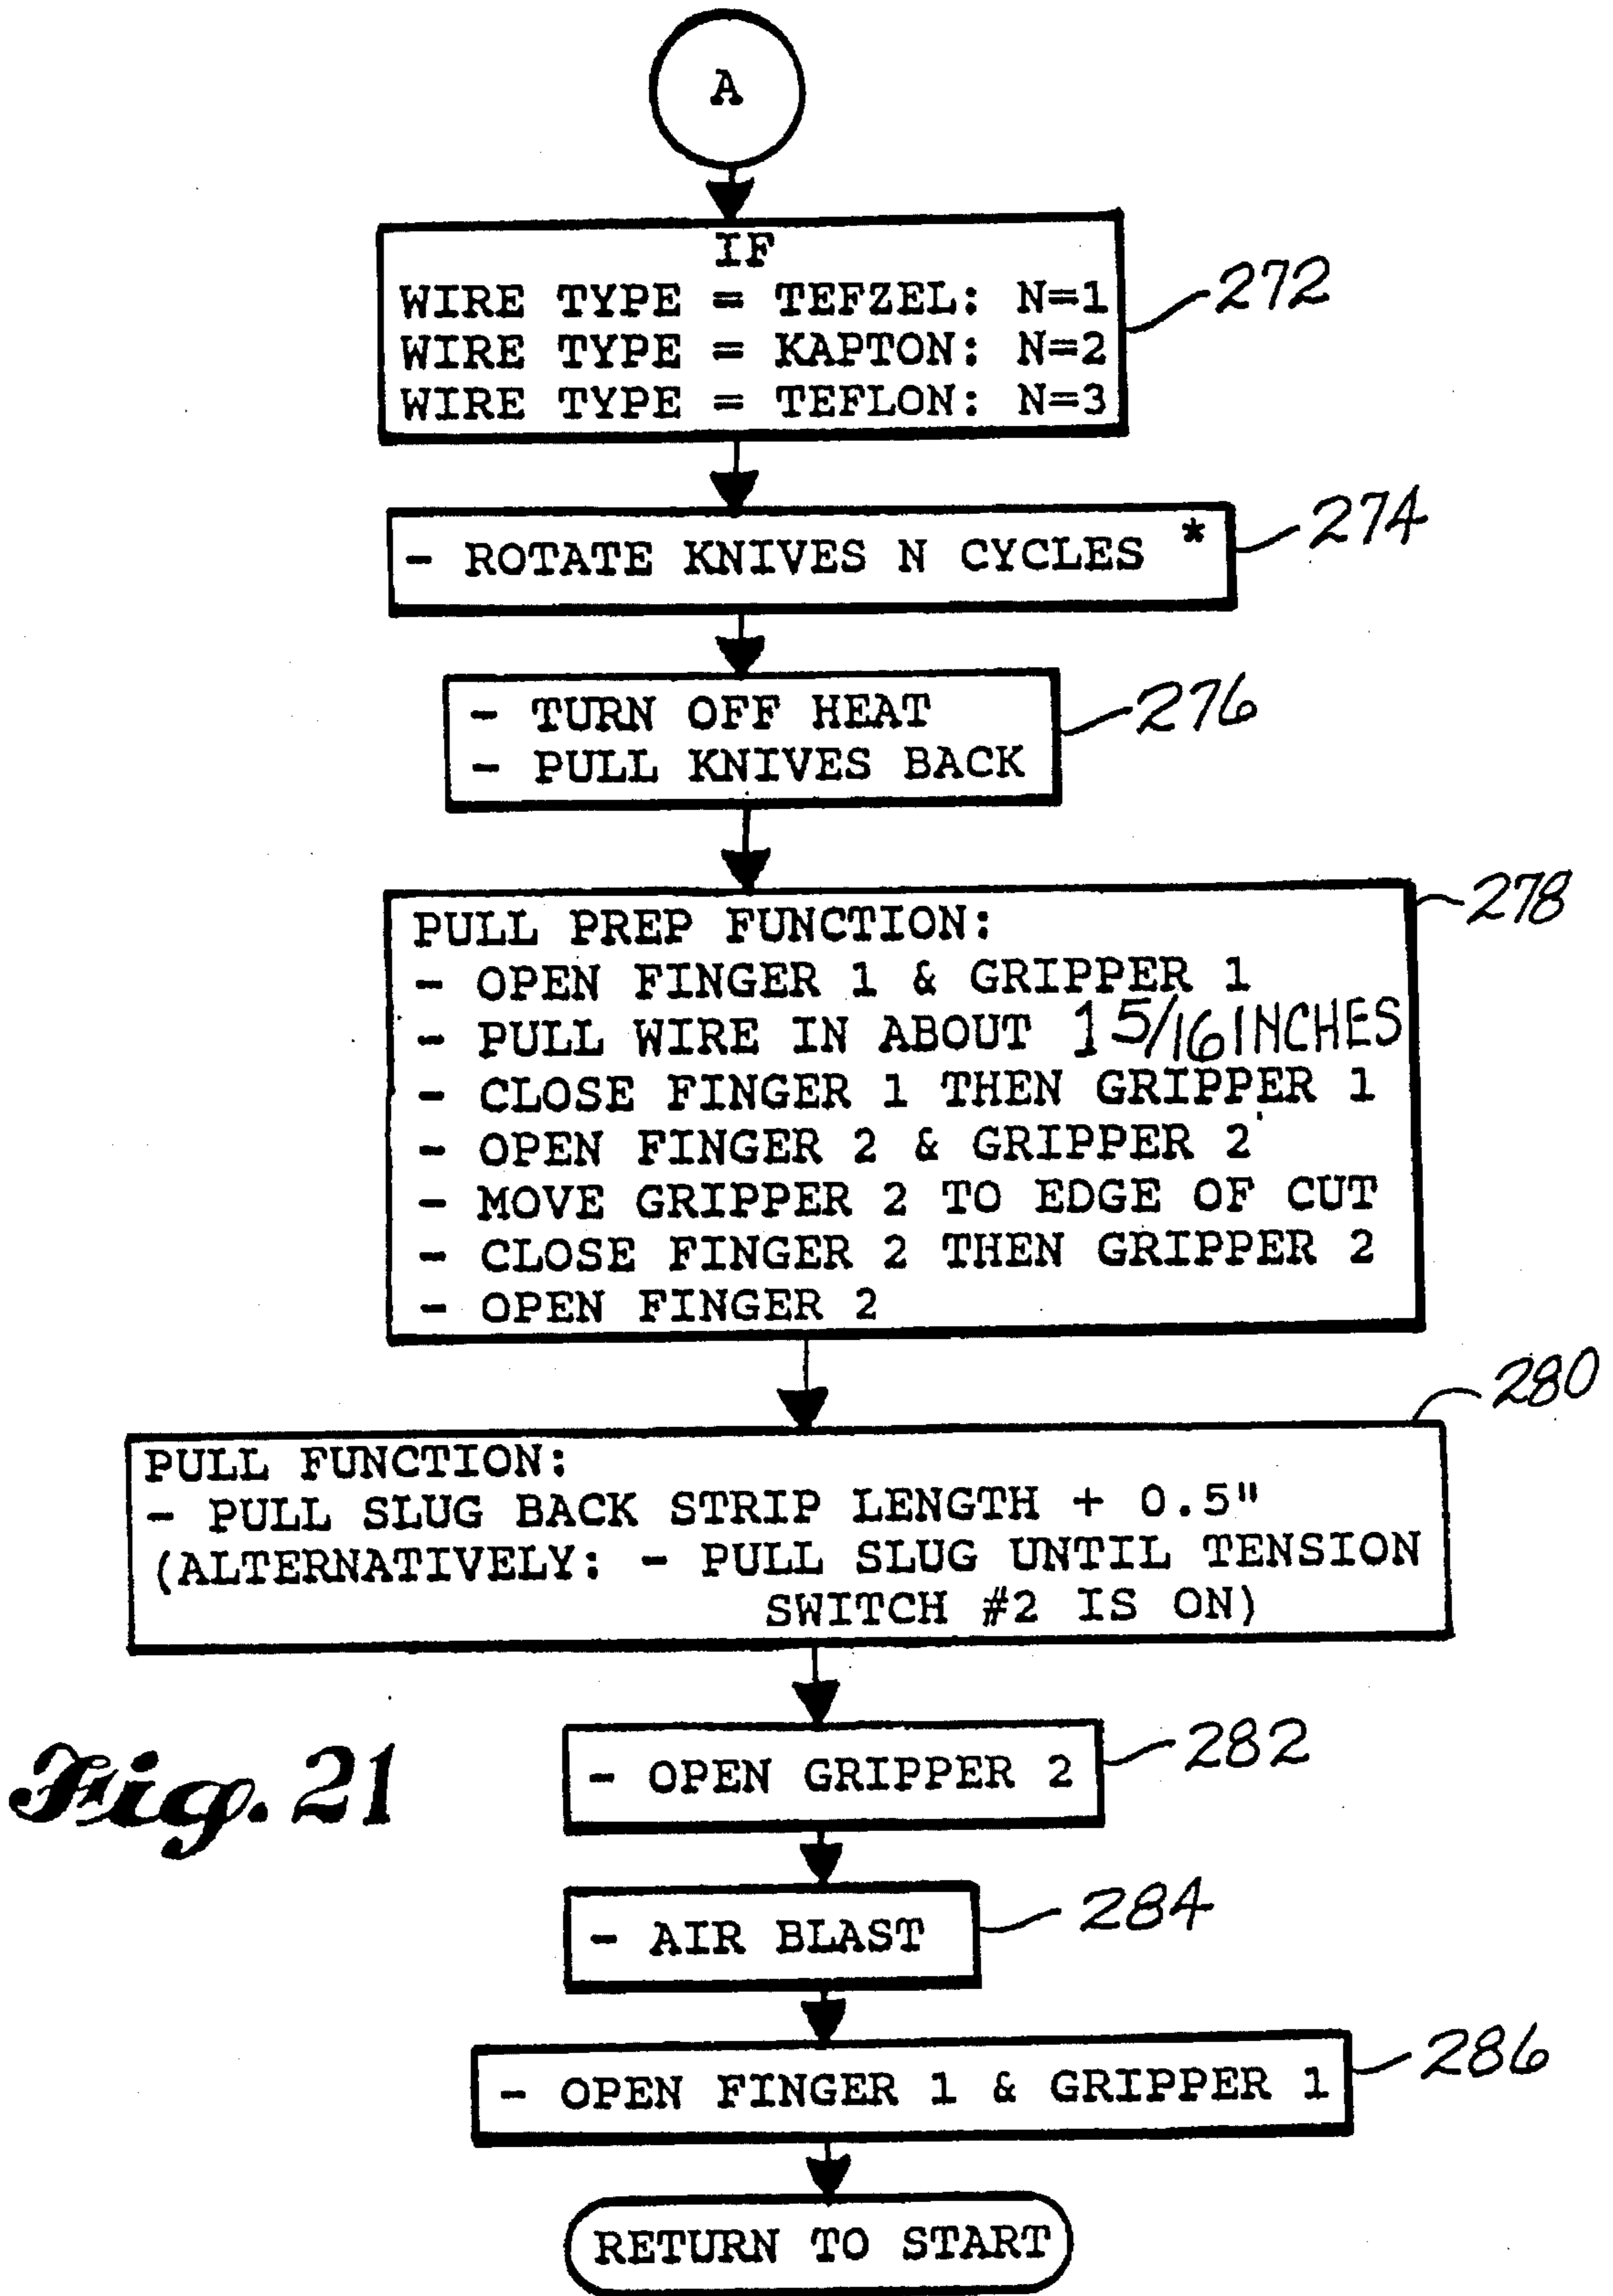 A
IF
WIRE TYPE = TEFZEL: N=1
WIRE TYPE = KAPTON: N=2
WIRE TYPE = TEFLON: N=3
272
- ROTATE KNIVES N CYCLES *
274
- TURN OFF HEAT
- PULL KNIVES BACK
276
PULL PREP FUNCTION:
- OPEN FINGER 1 & GRIPPER 1
- PULL WIRE IN ABOUT 1 5/16 INCHES
- CLOSE FINGER 1 THEN GRIPPER 1
- OPEN FINGER 2 & GRIPPER 2
- MOVE GRIPPER 2 TO EDGE OF CUT
- CLOSE FINGER 2 THEN GRIPPER 2
- OPEN FINGER 2
278
PULL FUNCTION:
- PULL SLUG BACK STRIP LENGTH + 0.5"
(ALTERNATIVELY: - PULL SLUG UNTIL TENSION
SWITCH #2 IS ON)
280
- OPEN GRIPPER 2
282
Fig. 21
- AIR BLAST
284
- OPEN FINGER 1 & GRIPPER 1
286
RETURN TO START